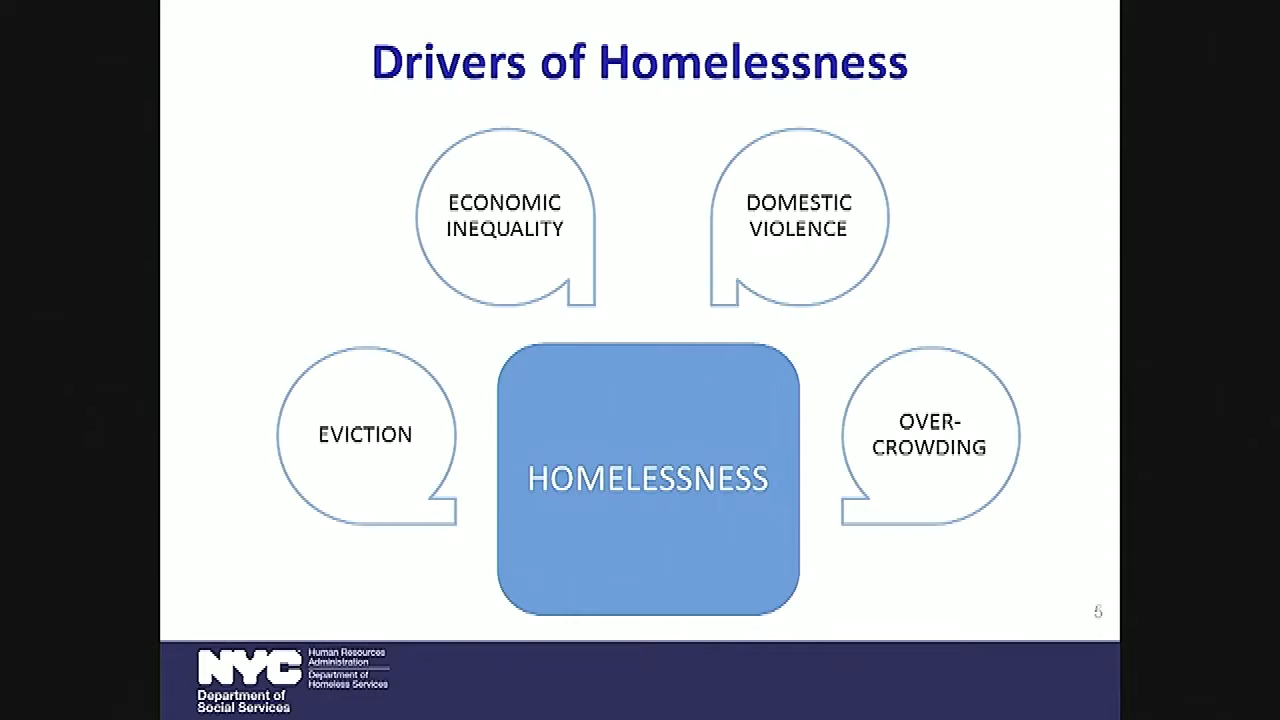 Drivers of Homelessness
ECONOMIC
INEQUALITY
DOMESTIC
VIOLENCE
EVICTION
HOMELESSNESS
OVER-
CROWDING
5
NYC
Department of
Social Services
Human Resources
Administration
Department of
Homeless Services